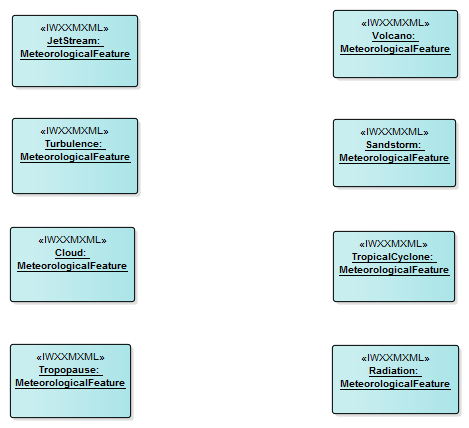 «IWXXMXML»
JetStream:
MeteorologicalFeature
«IWXXMXML»
Volcano:
MeteorologicalFeature
«IWXXMXML»
Turbulence:
MeteorologicalFeature
«IWXXMXML»
Sandstorm:
MeteorologicalFeature
«IWXXMXML»
Cloud:
MeteorologicalFeature
«IWXXMXML»
TropicalCyclone:
MeteorologicalFeature
«IWXXMXML»
Tropopause:
MeteorologicalFeature
«IWXXMXML»
Radiation:
MeteorologicalFeature